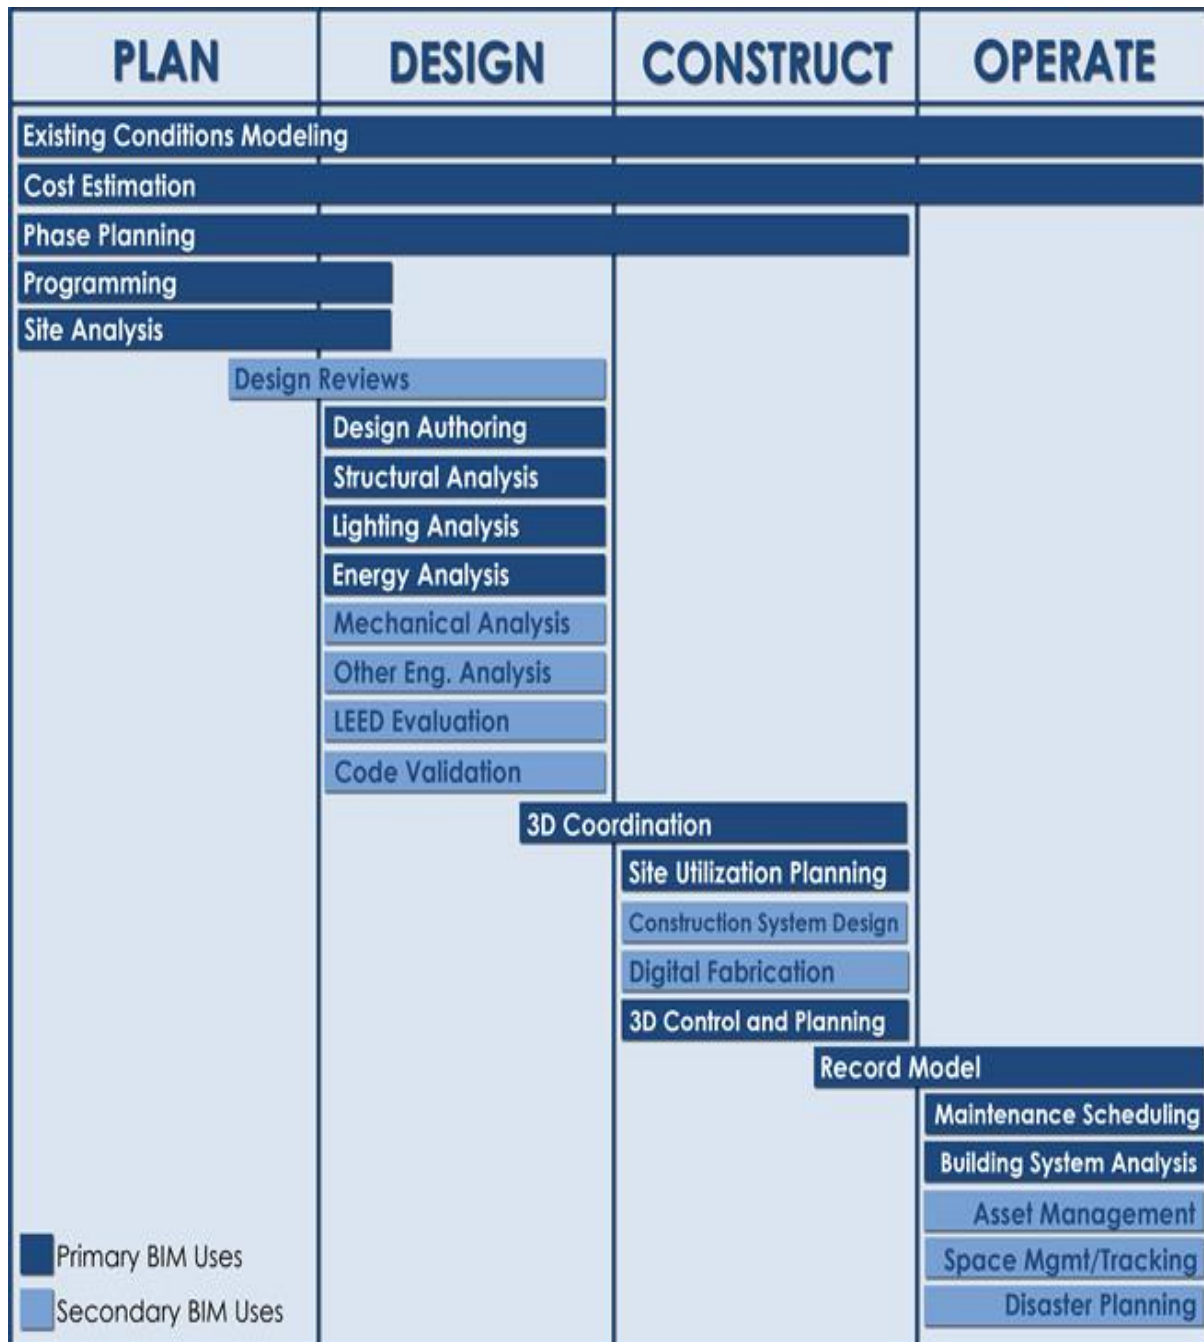 PLAN DESIGN CONSTRUCT OPERATE
Existing Conditions Modeling
Cost Estimation
Phase Planning
Programming
Site Analysis
Design Reviews
Design Authoring
Structural Analysis
Lighting Analysis
Energy Analysis
Mechanical Analysis
Other Eng. Analysis
LEED Evaluation
Code Validation
3D Coordination
Site Utilization Planning
Construction System Design
Digital Fabrication
3D Control and Planning
Record Model
Maintenance Scheduling
Building System Analysis
Asset Management
Space Mgmt/Tracking
Disaster Planning
Primary BIM Uses
Secondary BIM Uses